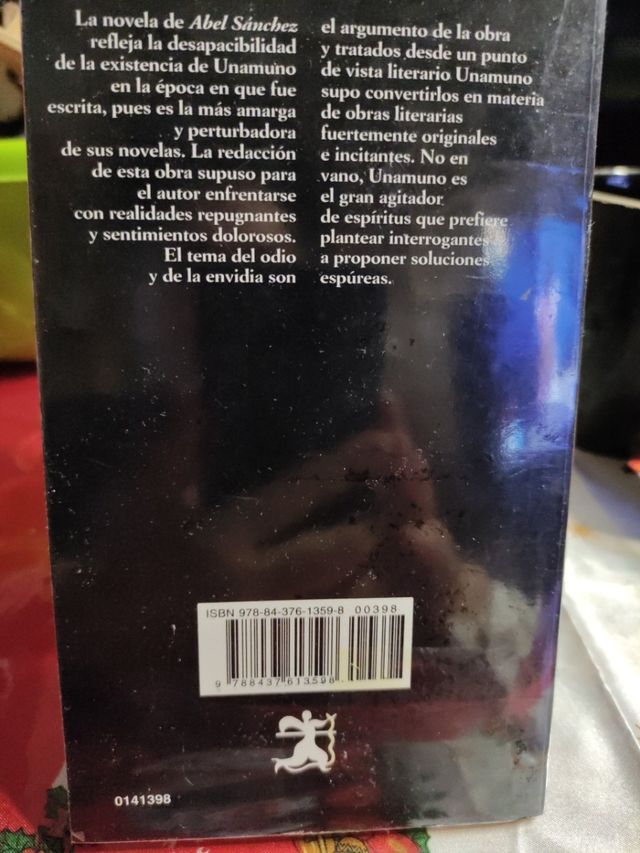 La novela de Abel Sánchez
refleja la desapacibilidad
de la existencia de Unamuno
en la época en que fue
escrita, pues es la más amarga
y perturbadora
de sus novelas. La redacción
de esta obra supuso para
el autor enfrentarse
con realidades repugnantes
y sentimientos dolorosos.
El tema del odio
y de la envidia son
el argumento de la obra
y tratados desde un punto
de vista literario Unamuno
supo convertirlos en materia
de obras literarias
fuertemente originales
e incitantes. No en
vano, Unamuno es
el gran agitador
de espíritus que prefiere
plantear interrogantes
a proponer soluciones
espúreas.
ISBN 978-84-376-1359-8
00398
9 788437 613598
0141398